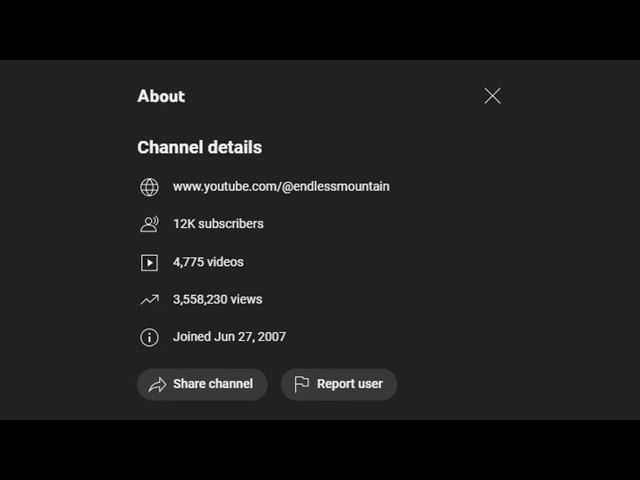 About
Channel details
www.youtube.com/@endlessmountain
12K subscribers
4,775 videos
3,558,230 views
Joined Jun 27, 2007
Share channel
Report user